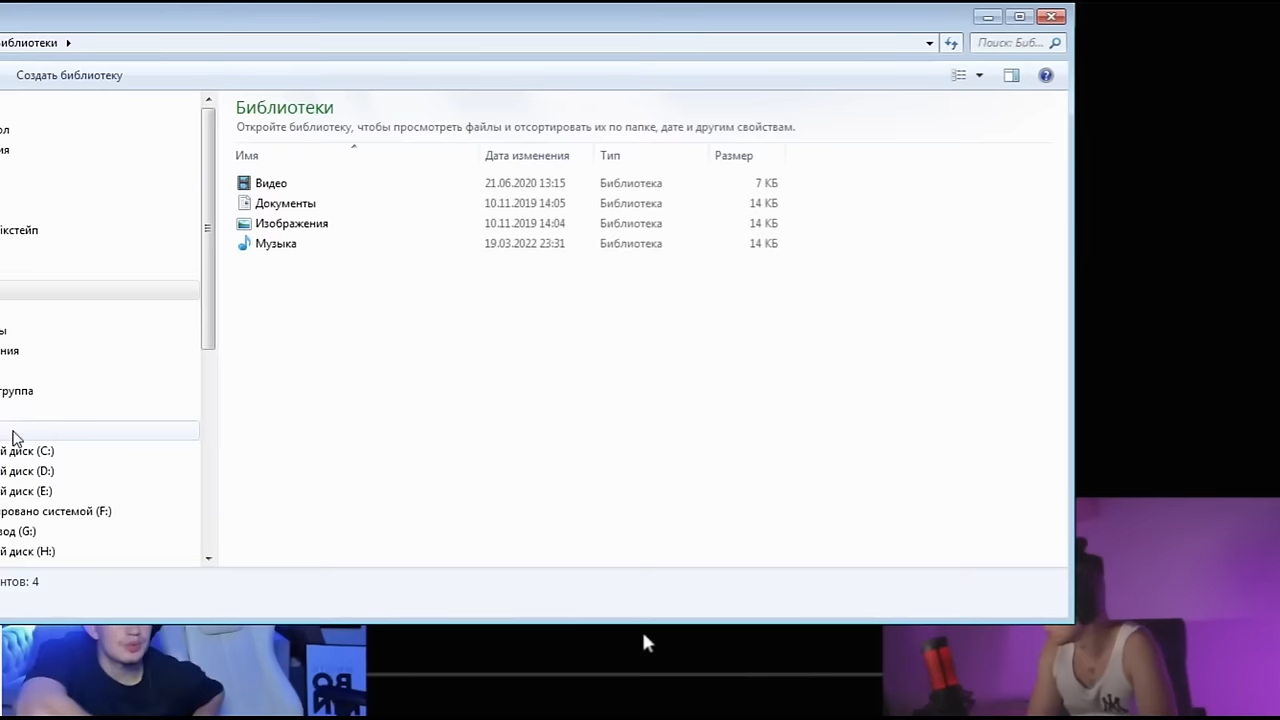 иблиотеки
Поиск: Биб...
Создать библиотеку
Библиотеки
Откройте библиотеку, чтобы просмотреть файлы и отсортировать их по папке, дате и другим свойствам.
Имя Дата изменения Тип Размер
Видео 21.06.2020 13:15 Библиотека 7 КБ
Документы 10.11.2019 14:05 Библиотека 14 КБ
Изображения 10.11.2019 14:04 Библиотека 14 КБ
Музыка 19.03.2022 23:31 Библиотека 14 КБ
ол
ия
ікстейп
ы
ния
группа
й диск (C:)
й диск (D:)
й диск (E:)
ровано системой (F:)
вод (G:)
й диск (H:)
нтов: 4